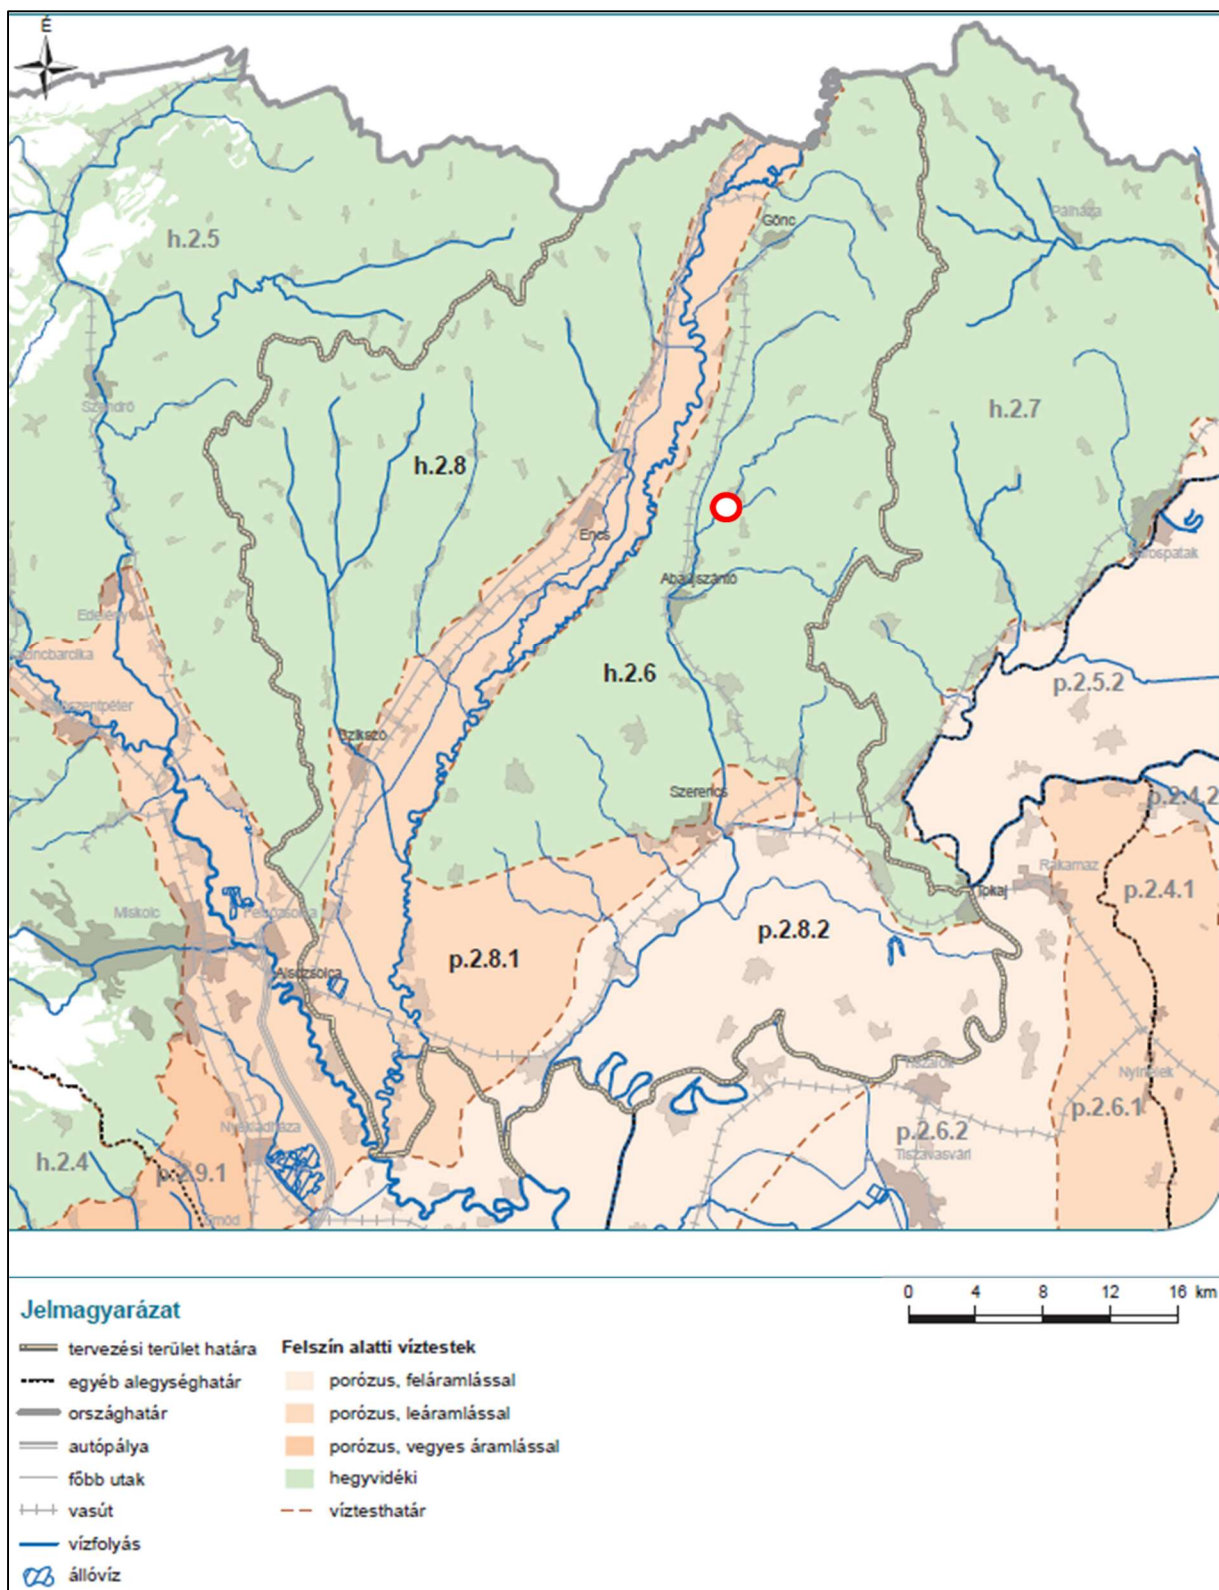 É
Gönc
Pálháza
h.2.5
Szendrő
h.2.7
h.2.8
Encs
Sárospatak
Abaújszántó
Edelény
Kazincbarcika
h.2.6
p.2.5.2
Sajószentpéter
Szikszó
Szerencs
p.2.4.2
Rakamaz
Tokaj
p.2.4.1
Miskolc
Felsőzsolca
p.2.8.2
p.2.8.1
Alsózsolca
Tiszalök
Nyírtelek
p.2.6.1
Nyékládháza
p.2.6.2
Tiszavasvári
h.2.4
p.2.9.1
Emőd
Jelmagyarázat
0 4 8 12 16 km
tervezési terület határa
egyéb alegységhatár
országhatár
autópálya
főbb utak
vasút
vízfolyás
állóvíz
Felszín alatti víztestek
porózus, feláramlással
porózus, leáramlással
porózus, vegyes áramlással
hegyvidéki
víztesthatár